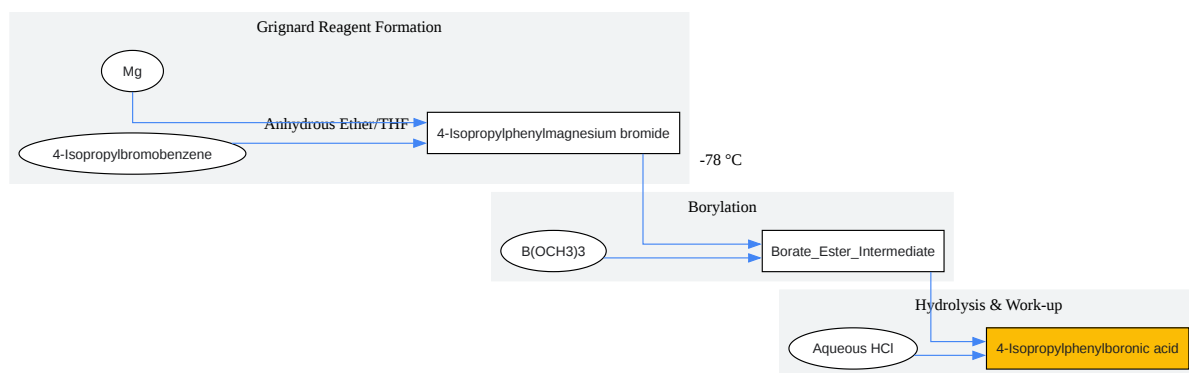 Grignard Reagent Formation
Mg
Anhydrous Ether/THF
4-Isopropylphenylmagnesium bromide
4-Isopropylbromobenzene
-78 °C
Borylation
B(OCH3)3
Borate_Ester_Intermediate
Hydrolysis & Work-up
Aqueous HCl
4-Isopropylphenylboronic acid